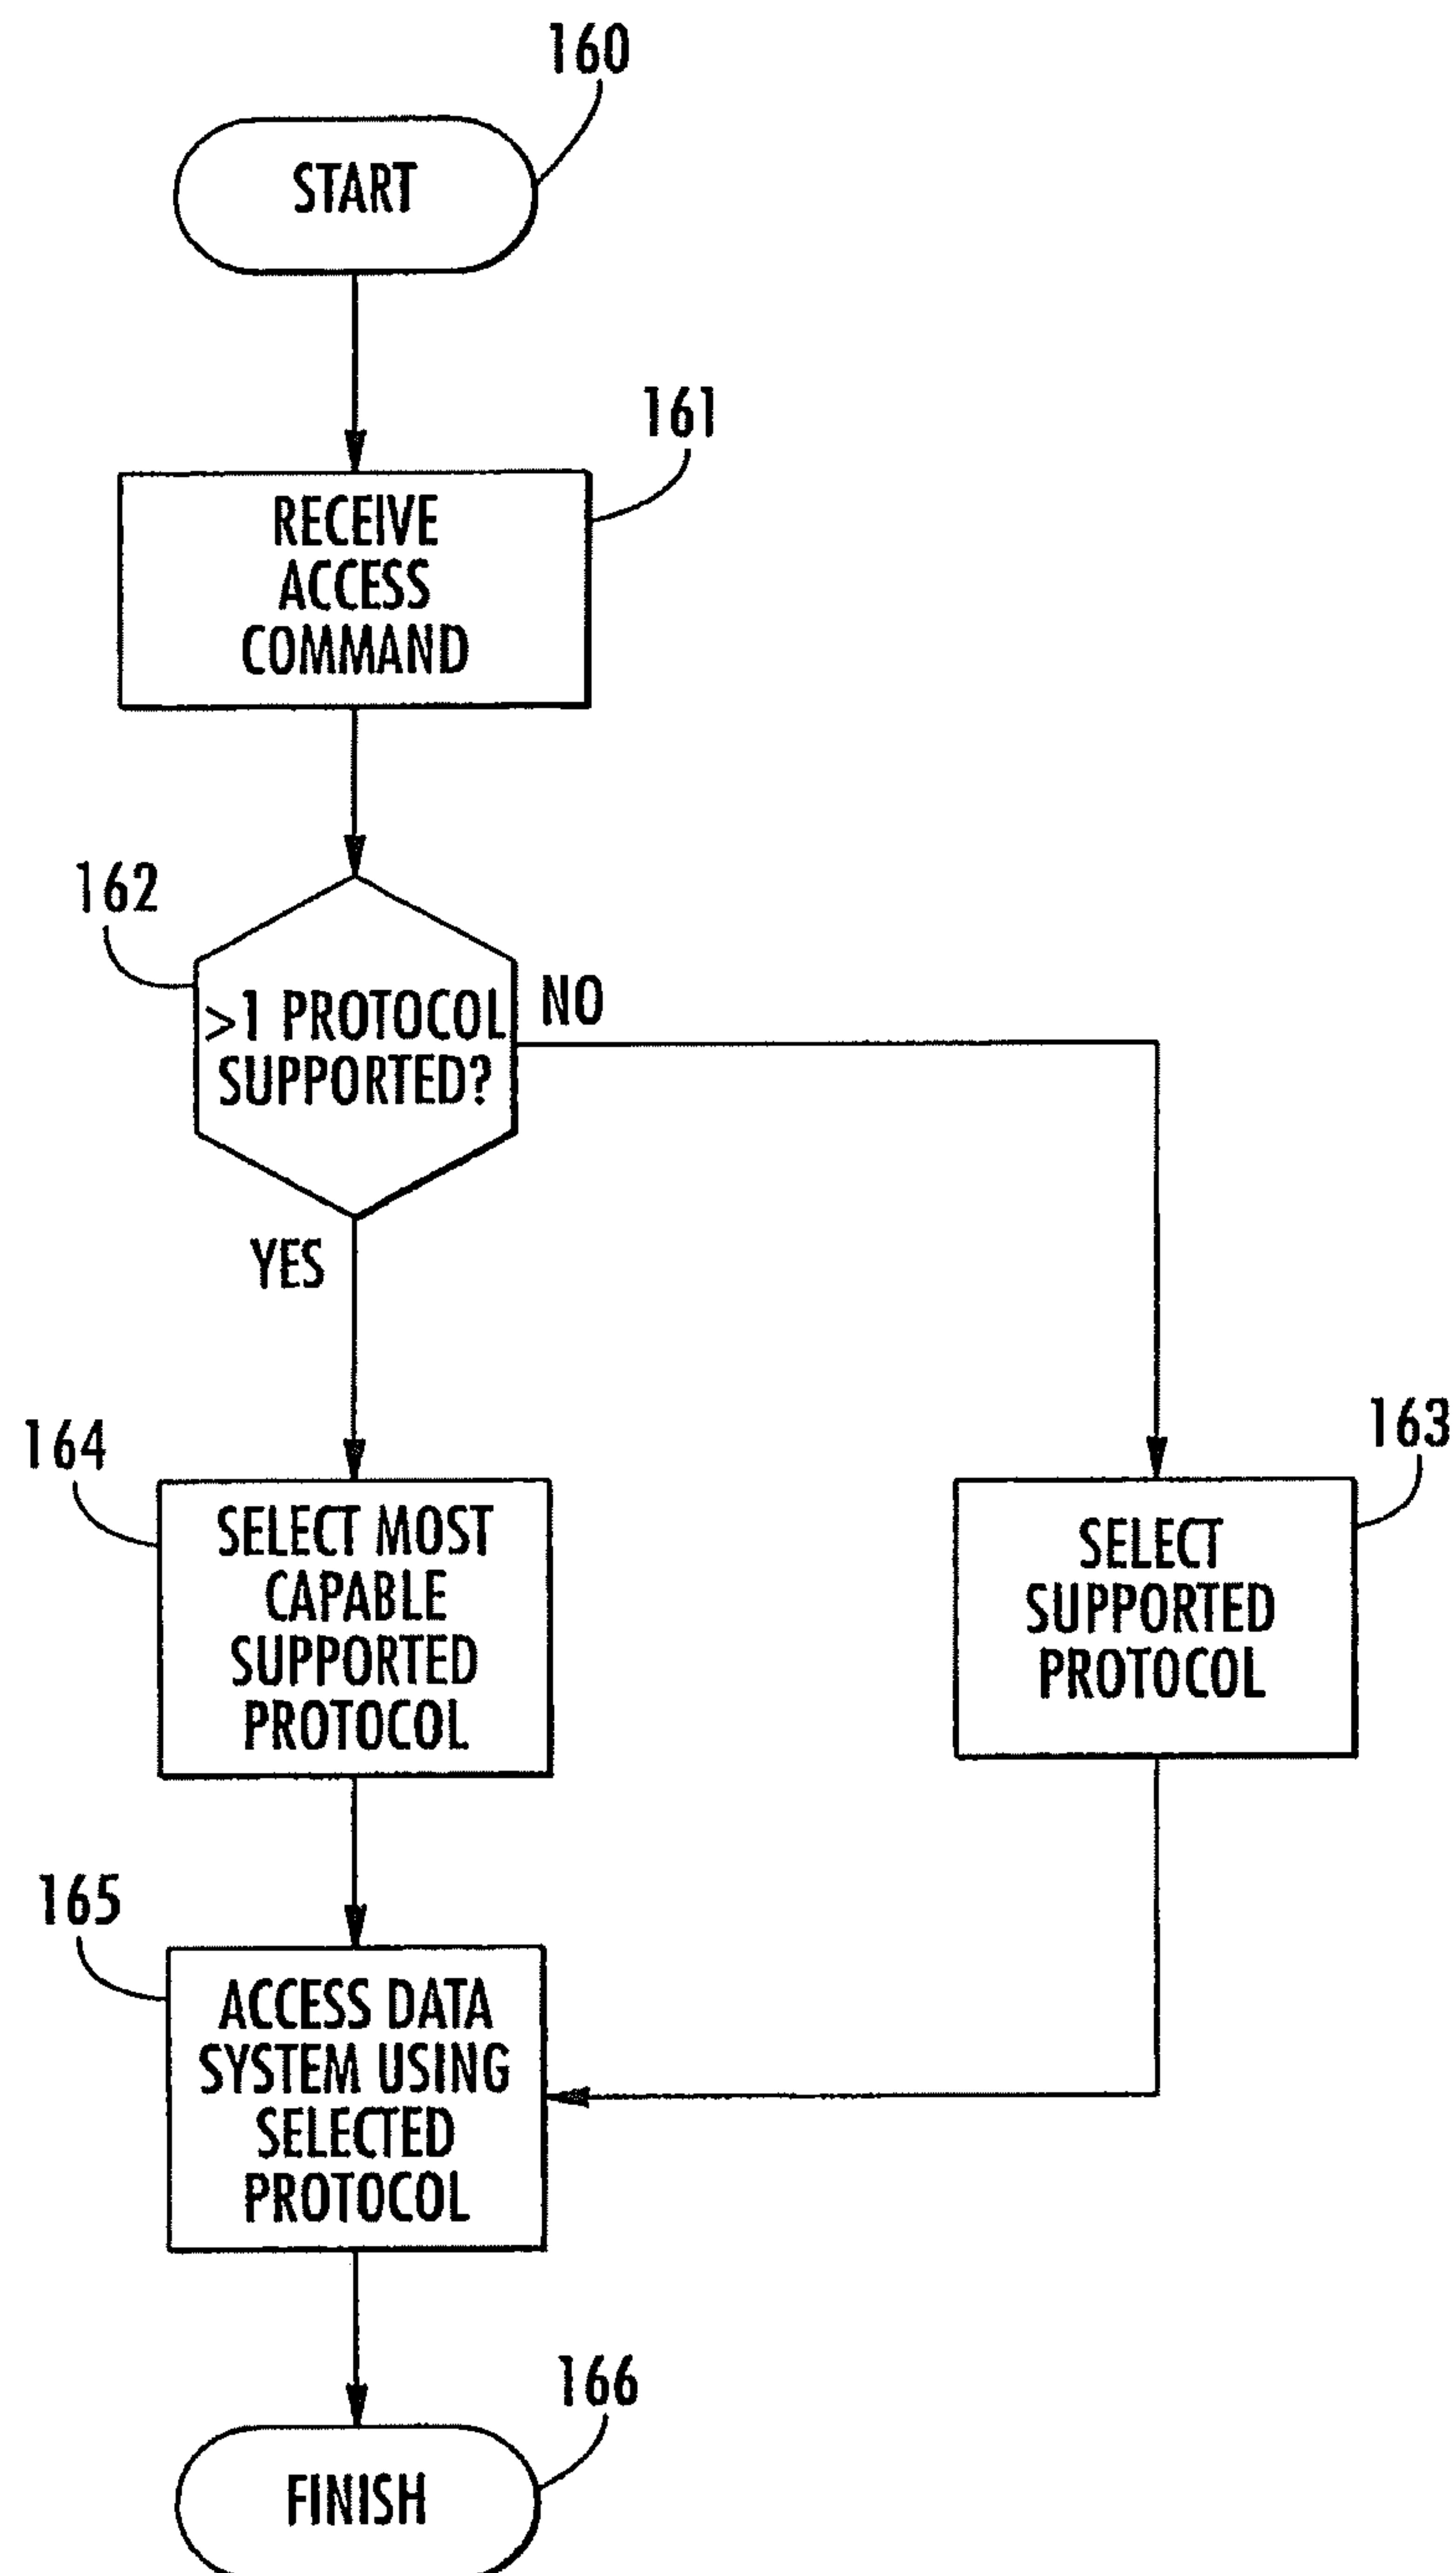 160
START
161
RECEIVE
ACCESS
COMMAND
162
>1 PROTOCOL
SUPPORTED?
NO
YES
164
SELECT MOST
CAPABLE
SUPPORTED
PROTOCOL
163
SELECT
SUPPORTED
PROTOCOL
165
ACCESS DATA
SYSTEM USING
SELECTED
PROTOCOL
166
FINISH